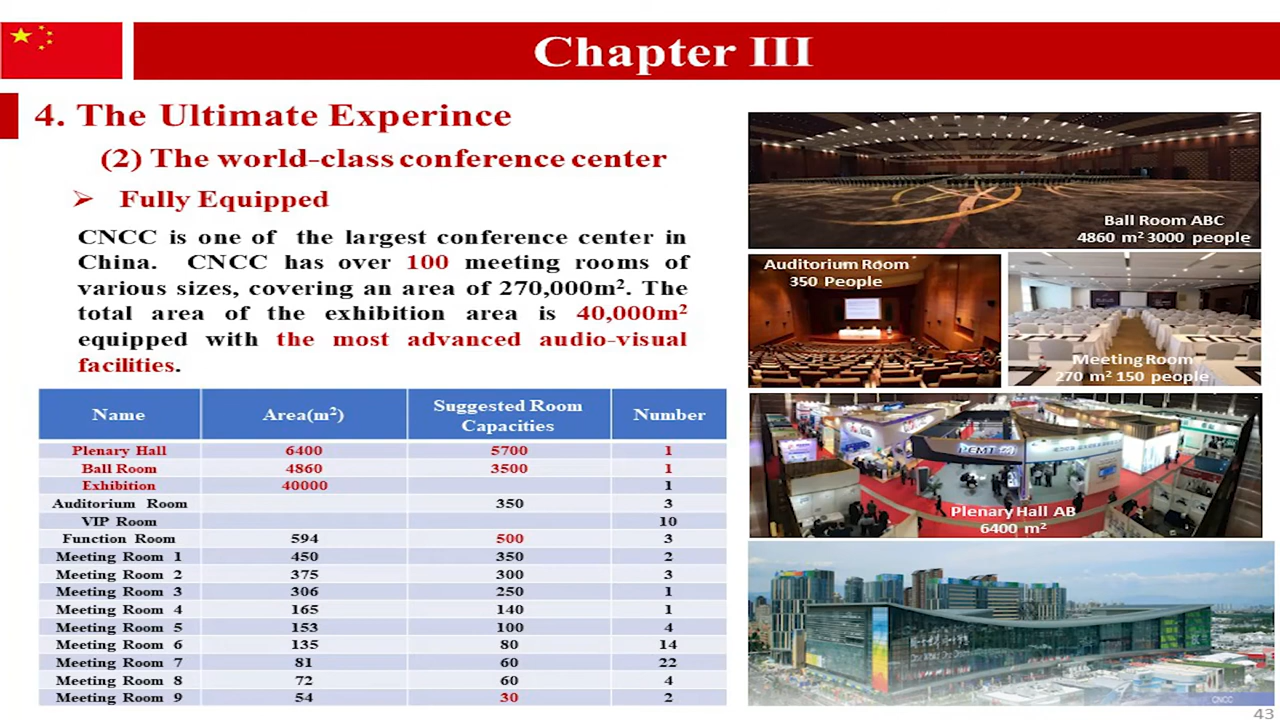 Chapter III
4. The Ultimate Experince
(2) The world-class conference center
➢ Fully Equipped
CNCC is one of the largest conference center in
China. CNCC has over 100 meeting rooms of
various sizes, covering an area of 270,000m². The
total area of the exhibition area is 40,000m²
equipped with the most advanced audio-visual
facilities.
Name Area(m²) Suggested Room Capacities Number
Plenary Hall 6400 5700 1
Ball Room 4860 3500 1
Exhibition 40000 1
Auditorium Room 350 3
VIP Room 10
Function Room 594 500 3
Meeting Room 1 450 350 2
Meeting Room 2 375 300 3
Meeting Room 3 306 250 1
Meeting Room 4 165 140 1
Meeting Room 5 153 100 4
Meeting Room 6 135 80 14
Meeting Room 7 81 60 22
Meeting Room 8 72 60 4
Meeting Room 9 54 30 2
Ball Room ABC
4860 m² 3000 people
Auditorium Room
350 People
Meeting Room
270 m² 150 people
Plenary Hall AB
6400 m²
CNCC
43